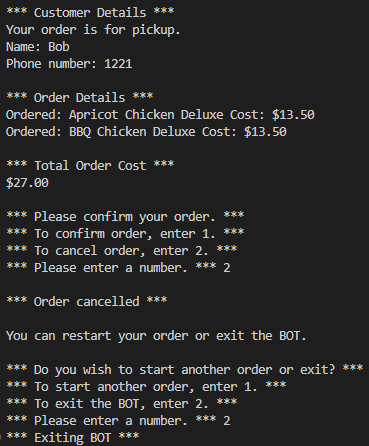 *** Customer Details ***
Your order is for pickup.
Name: Bob
Phone number: 1221
*** Order Details ***
Ordered: Apricot Chicken Deluxe Cost: $13.50
Ordered: BBQ Chicken Deluxe Cost: $13.50
*** Total Order Cost ***
$27.00
*** Please confirm your order. ***
*** To confirm order, enter 1. ***
*** To cancel order, enter 2. ***
*** Please enter a number. *** 2
*** Order cancelled ***
You can restart your order or exit the BOT.
*** Do you wish to start another order or exit? ***
*** To start another order, enter 1. ***
*** To exit the BOT, enter 2. ***
*** Please enter a number. *** 2
*** Exiting BOT ***